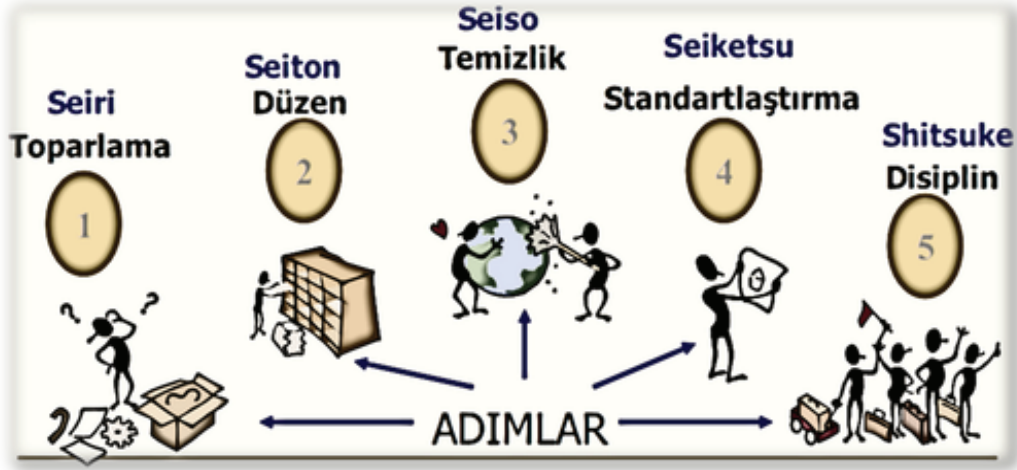 Seiri
Toparlama
1
Seiton
Düzen
2
Seiso
Temizlik
3
Seiketsu
Standartlaştırma
4
Shitsuke
Disiplin
5
? ?
ADIMLAR